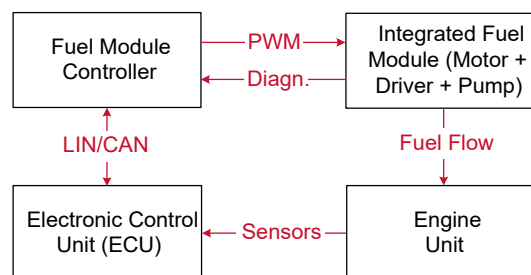 Fuel Module
Controller
PWM
Diagn.
Integrated Fuel
Module (Motor +
Driver + Pump)
LIN/CAN
Fuel Flow
Electronic Control
Unit (ECU)
Sensors
Engine
Unit